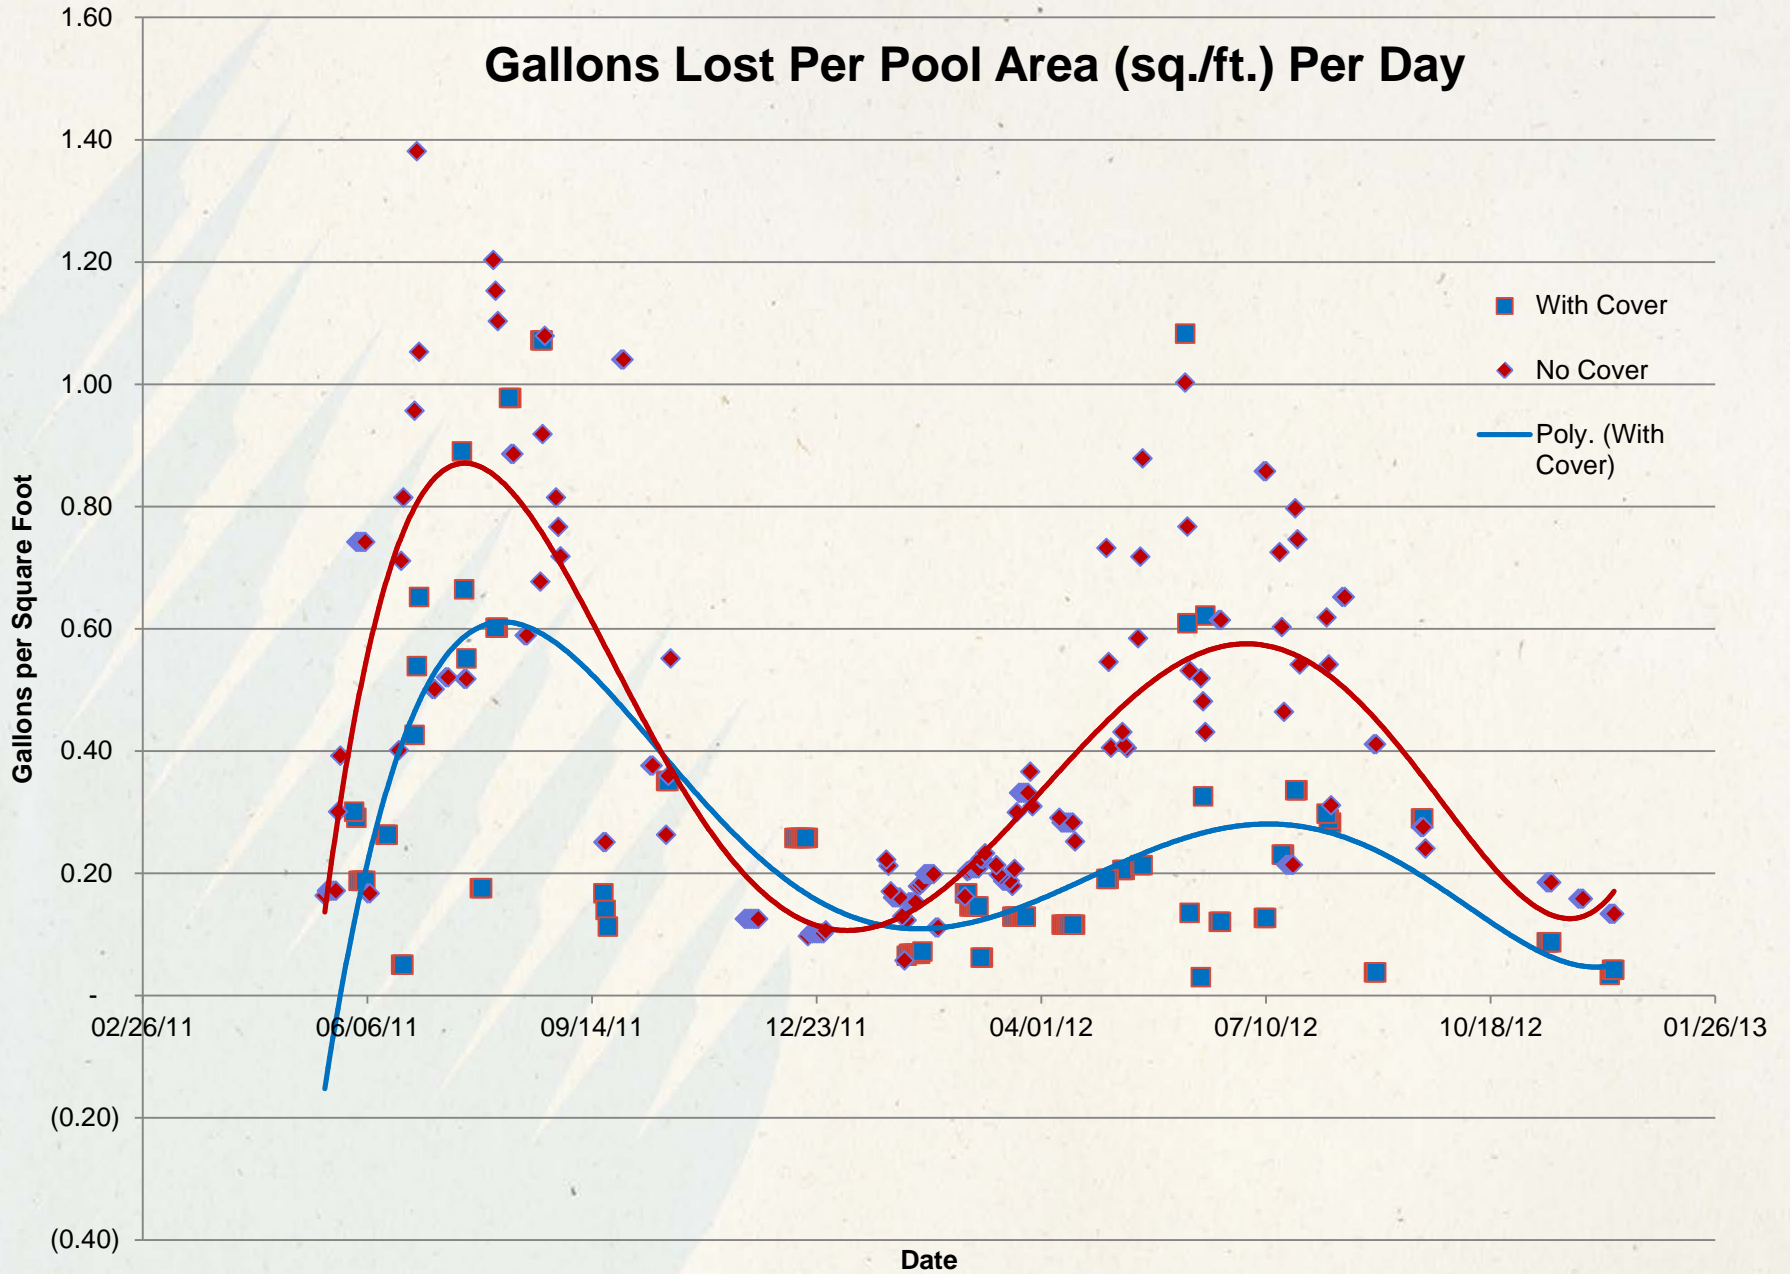 Gallons Lost Per Pool Area (sq./ft.) Per Day
1.60
1.40
1.20
1.00
0.80
0.60
0.40
0.20
-
(0.20)
(0.40)
Gallons per Square Foot
02/26/11
06/06/11
09/14/11
12/23/11
04/01/12
07/10/12
10/18/12
01/26/13
Date
With Cover
No Cover
Poly. (With
Cover)